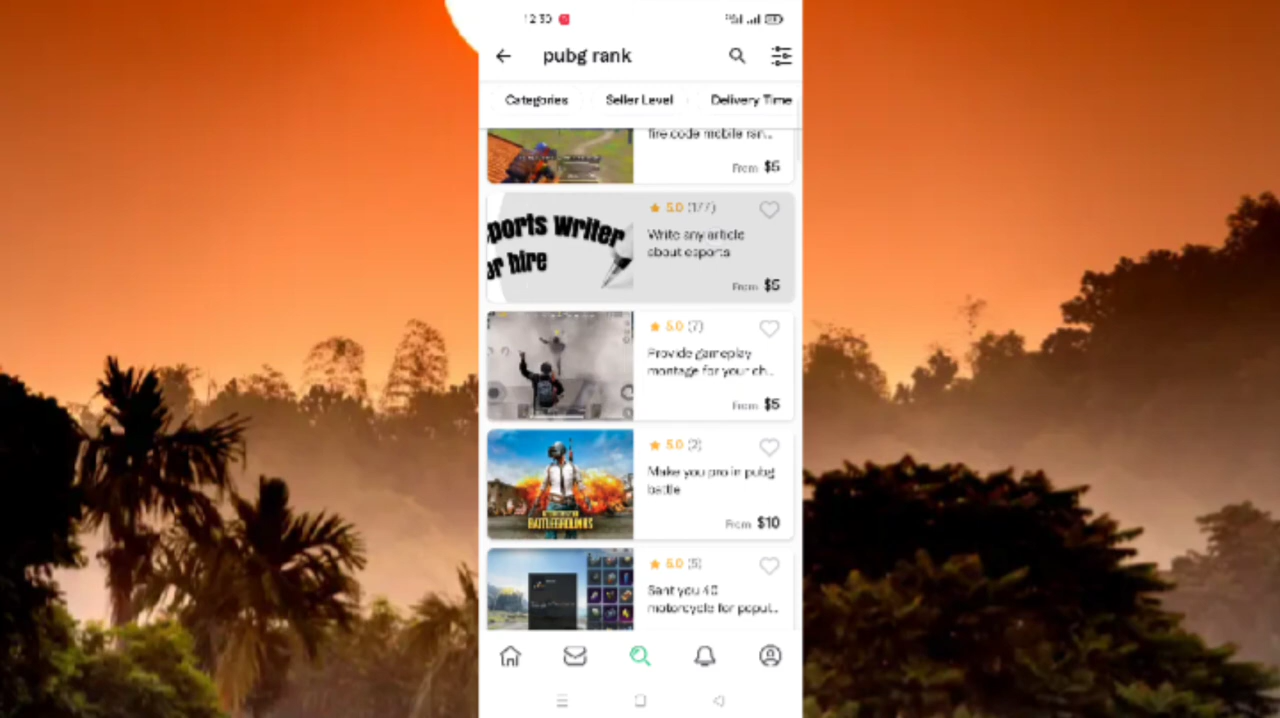 12:30
pubg rank
Categories
Seller Level
Delivery Time
fire code mobile ran...
From $5
ports Writer
or hire
5.0 (177)
Write any article
about esports
From $5
5.0 (7)
Provide gameplay
montage for your ch...
From $5
BATTLEGROUNDS
5.0 (2)
Make you pro in pubg
battle
From $10
5.0 (5)
Sent you 40
motorcycle for popul...